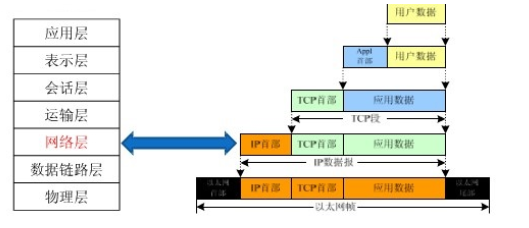 应用层
表示层
会话层
运输层
网络层
数据链路层
物理层
用户数据
Appl
首部
用户数据
TCP首部
应用数据
TCP段
IP首部
TCP首部
应用数据
IP数据报
以太网
首部
IP首部
TCP首部
应用数据
以太网
尾部
以太网帧